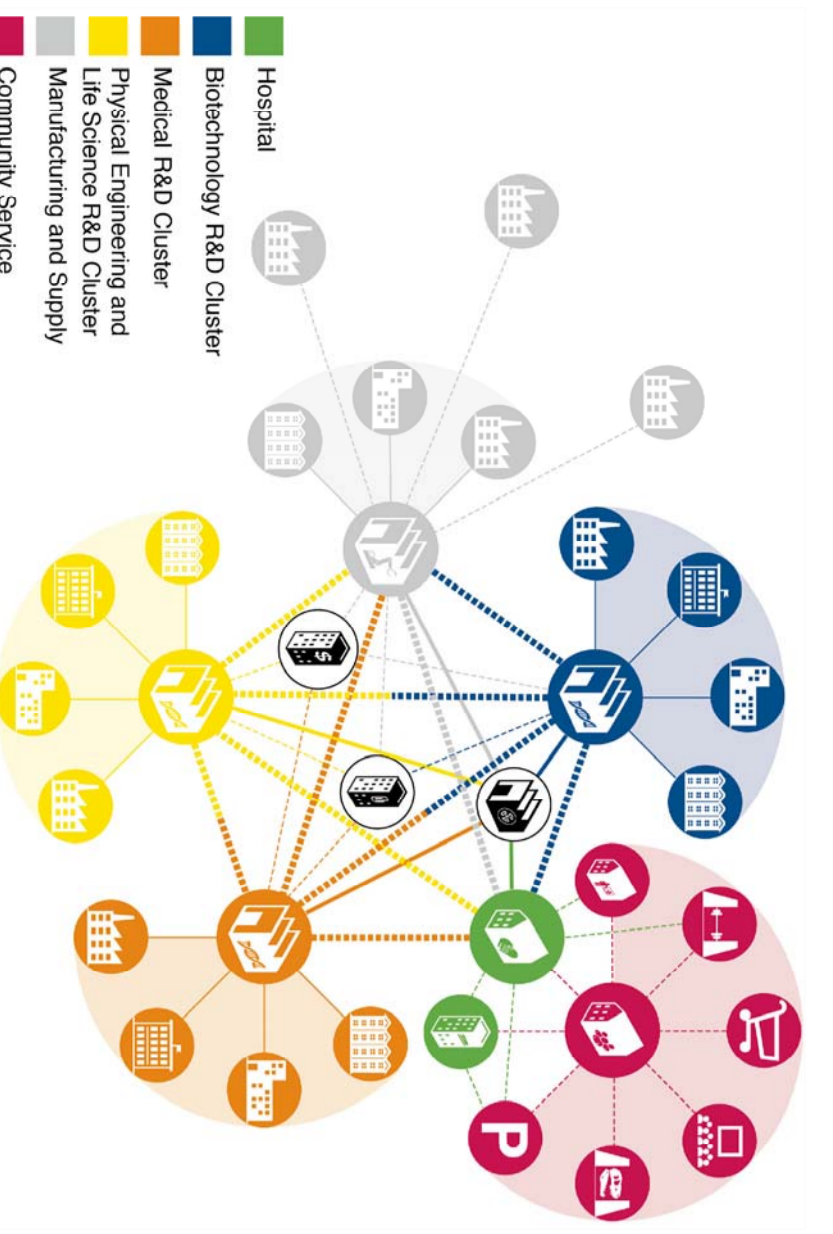 Hospital
Biotechnology R&D Cluster
Medical R&D Cluster
Physical Engineering and
Life Science R&D Cluster
Manufacturing and Supply
Community Service
P
$